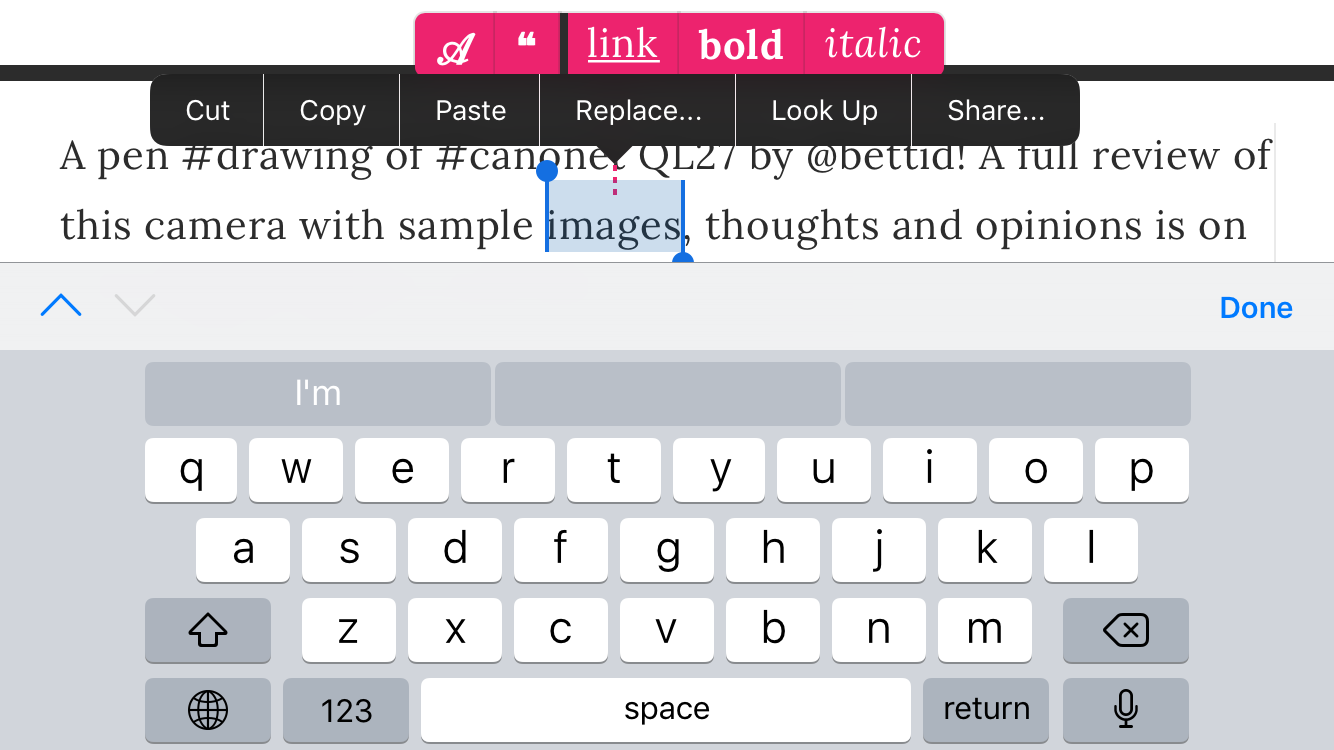 A ❝ link bold italic
Cut Copy Paste Replace... Look Up Share...
A pen #drawing of #canonet QL27 by @bettid! A full review of
this camera with sample images, thoughts and opinions is on
Done
I'm
q w e r t y u i o p
a s d f g h j k l
z x c v b n m
123 space return